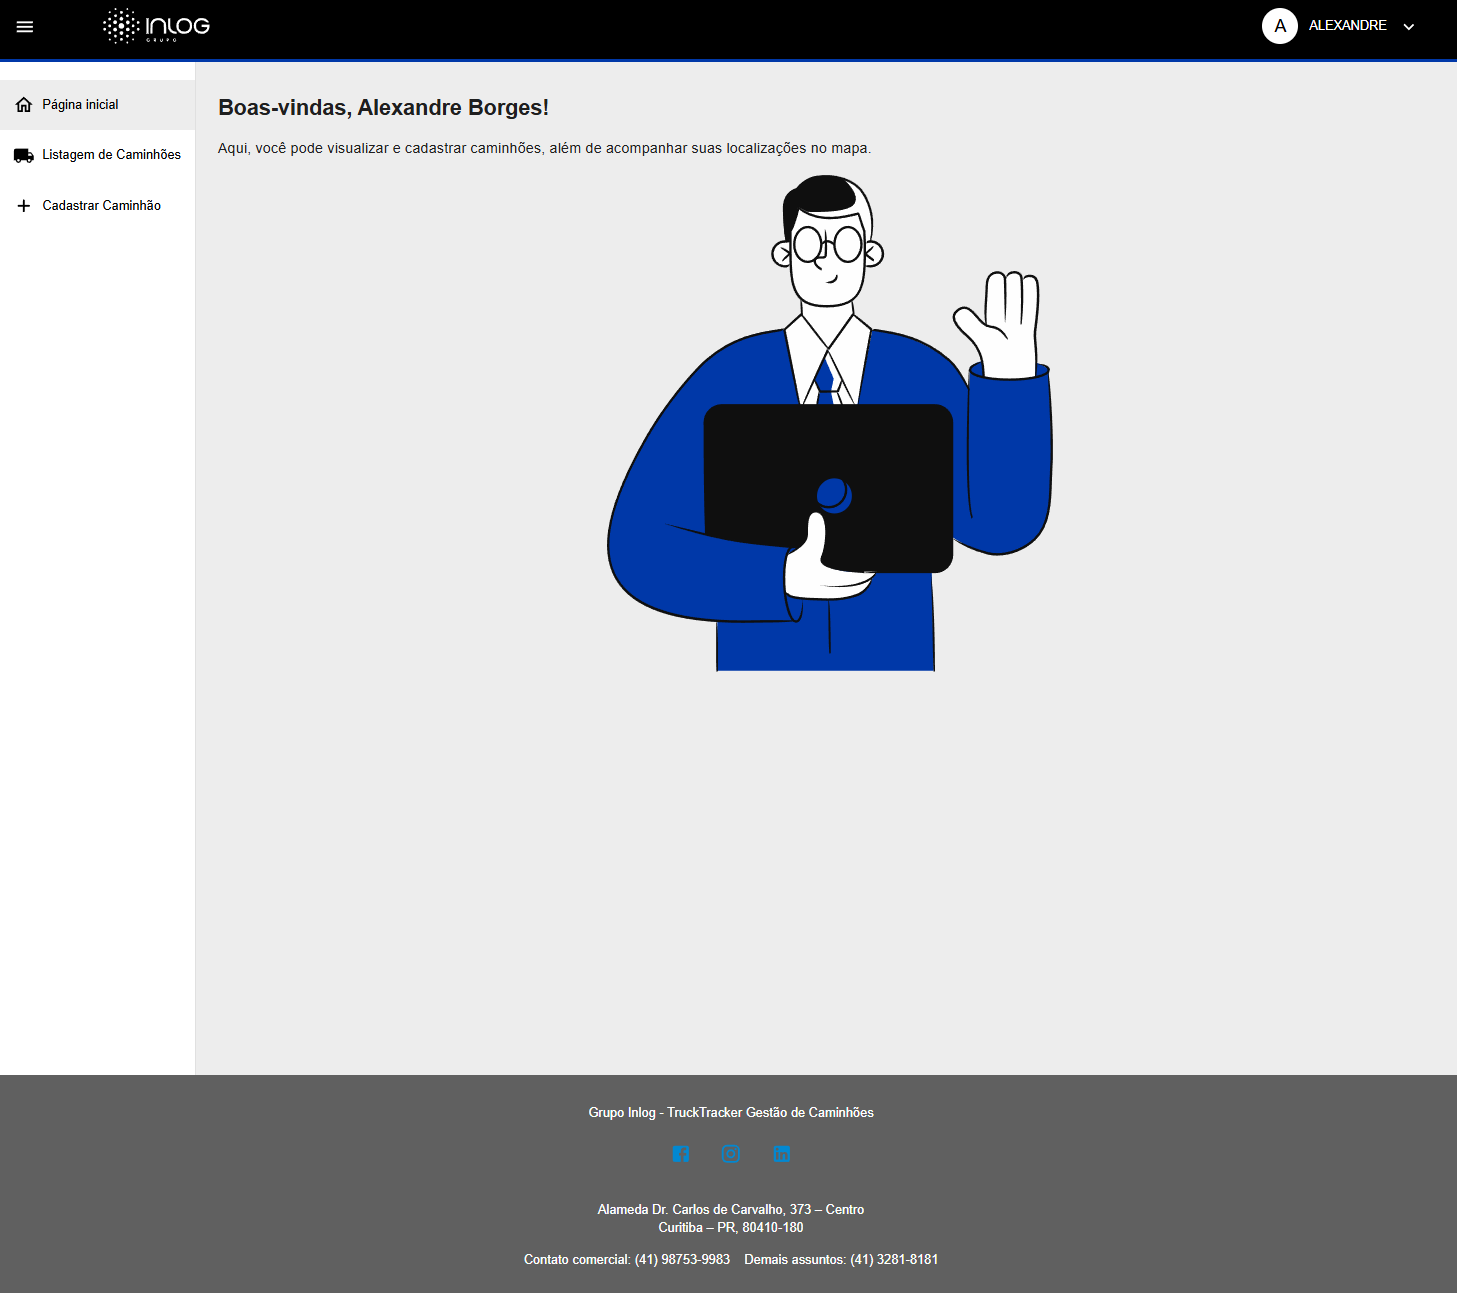 INLOG
GRUPO
A ALEXANDRE
Página inicial
Listagem de Caminhões
Cadastrar Caminhão
Boas-vindas, Alexandre Borges!
Aqui, você pode visualizar e cadastrar caminhões, além de acompanhar suas localizações no mapa.
Grupo Inlog - TruckTracker Gestão de Caminhões
Alameda Dr. Carlos de Carvalho, 373 – Centro
Curitiba – PR, 80410-180
Contato comercial: (41) 98753-9983 Demais assuntos: (41) 3281-8181